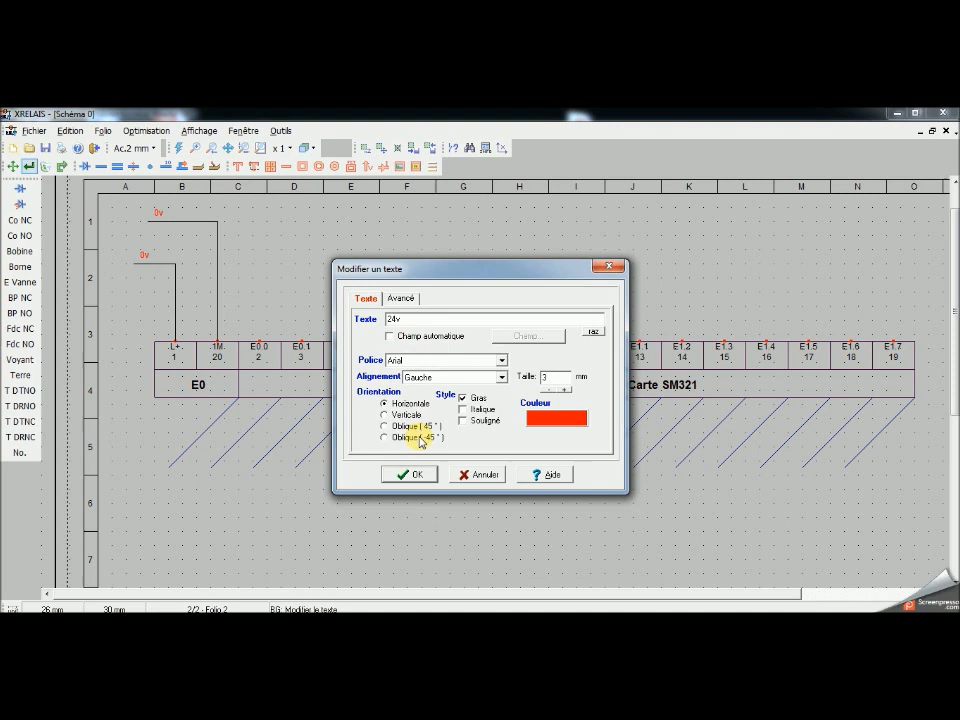 XRELAIS - [Schéma 0]
Fichier Edition Folio Optimisation Affichage Fenêtre Outils
Ac.2 mm x 1
A B C D E F G H I J K L M N O
Co NC
Co NO
Bobine
Borne
E Vanne
BP NC
BP NO
Fdc NC
Fdc NO
Voyant
Terre
T DTNO
T DRNO
T DTNC
T DRNC
No.
1
2
3
4
5
6
7
0v
0v
.L+. .1M. E0.0 E0.1 E1.1 E1.2 E1.3 E1.4 E1.5 E1.6 E1.7
1 20 2 3 13 14 15 16 17 18 19
E0 Carte SM321
Modifier un texte
Texte Avancé
Texte 24v
Champ automatique Champ... raz
Police Arial
Alignement Gauche Taille: 3 mm
- +
Orientation Style Couleur
Horizontale Gras
Verticale Italique
Oblique ( 45 ° ) Souligné
Oblique ( -45 ° )
OK Annuler Aide
26 mm 30 mm 2/2 - Folio 2 BG: Modifier le texte
Screenpresso
.com